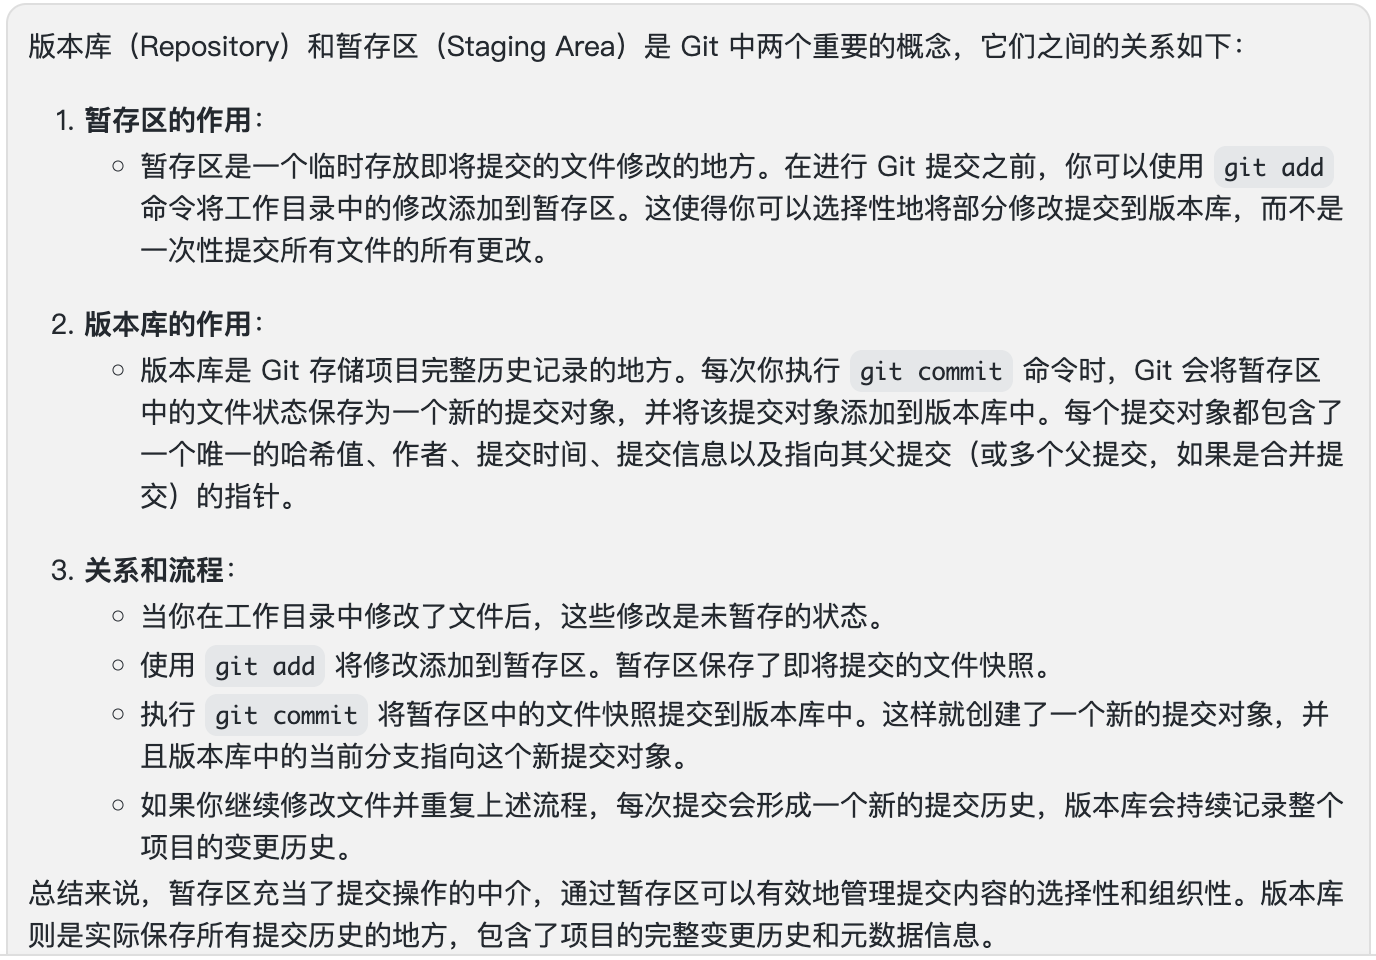 版本库（Repository）和暂存区（Staging Area）是 Git 中两个重要的概念，它们之间的关系如下：
1. 暂存区的作用：
○ 暂存区是一个临时存放即将提交的文件修改的地方。在进行 Git 提交之前，你可以使用 git add
命令将工作目录中的修改添加到暂存区。这使得你可以选择性地将部分修改提交到版本库，而不是
一次性提交所有文件的所有更改。
2. 版本库的作用：
○ 版本库是 Git 存储项目完整历史记录的地方。每次你执行 git commit 命令时，Git 会将暂存区
中的文件状态保存为一个新的提交对象，并将该提交对象添加到版本库中。每个提交对象都包含了
一个唯一的哈希值、作者、提交时间、提交信息以及指向其父提交（或多个父提交，如果是合并提
交）的指针。
3. 关系和流程：
○ 当你在工作目录中修改了文件后，这些修改是未暂存的状态。
○ 使用 git add 将修改添加到暂存区。暂存区保存了即将提交的文件快照。
○ 执行 git commit 将暂存区中的文件快照提交到版本库中。这样就创建了一个新的提交对象，并
且版本库中的当前分支指向这个新提交对象。
○ 如果你继续修改文件并重复上述流程，每次提交会形成一个新的提交历史，版本库会持续记录整个
项目的变更历史。
总结来说，暂存区充当了提交操作的中介，通过暂存区可以有效地管理提交内容的选择性和组织性。版本库
则是实际保存所有提交历史的地方，包含了项目的完整变更历史和元数据信息。